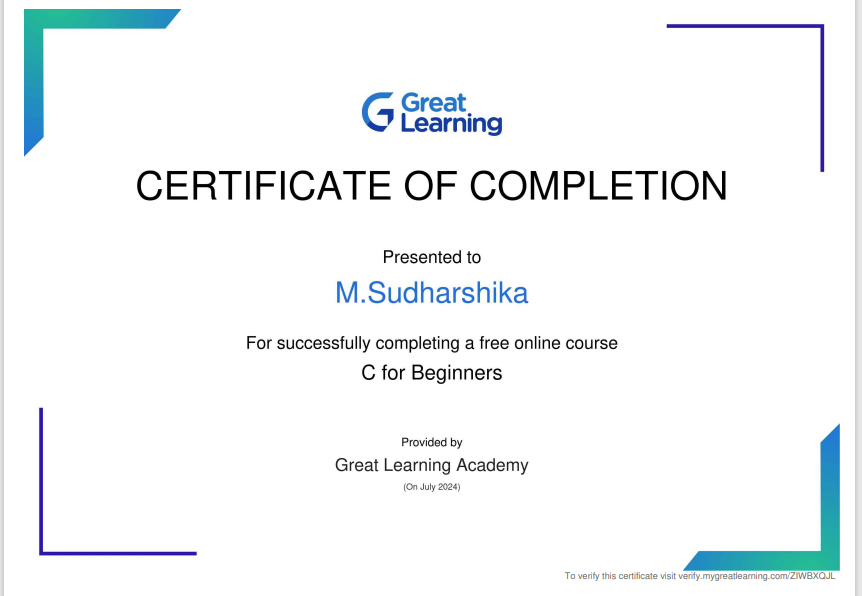 Great
Learning
CERTIFICATE OF COMPLETION
Presented to
M.Sudharshika
For successfully completing a free online course
C for Beginners
Provided by
Great Learning Academy
(On July 2024)
To verify this certificate visit verify.mygreatlearning.com/ZIWBXQJL